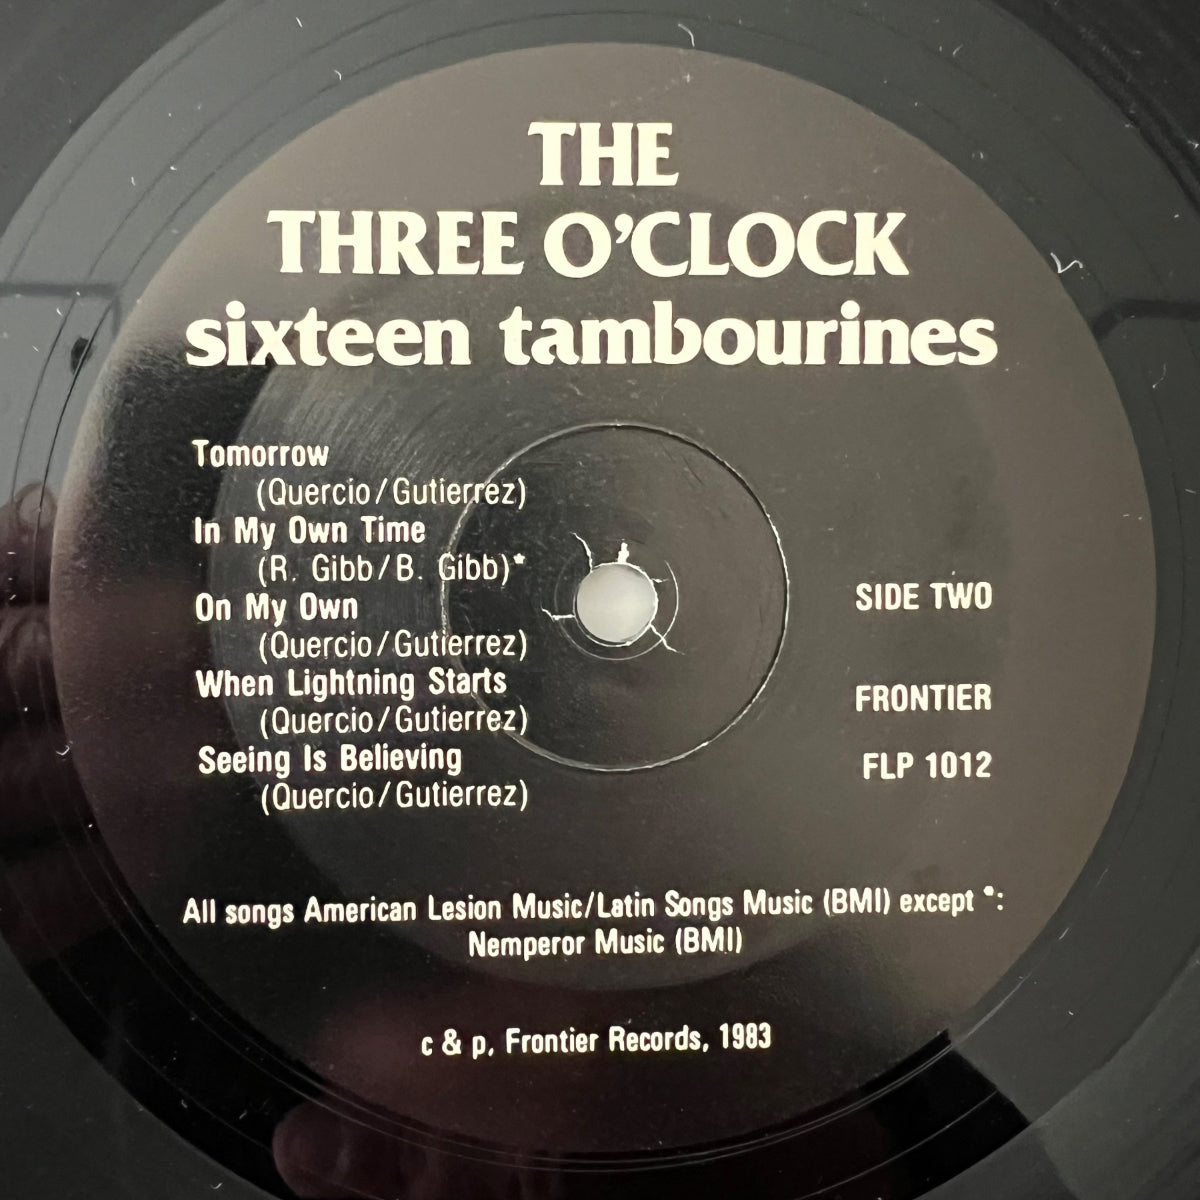 THE
THREE O'CLOCK
sixteen tambourines
Tomorrow
(Quercio/Gutierrez)
In My Own Time
(R. Gibb/B. Gibb)*
On My Own
(Quercio/Gutierrez)
When Lightning Starts
(Quercio/Gutierrez)
Seeing Is Believing
(Quercio/Gutierrez)
SIDE TWO
FRONTIER
FLP 1012
All songs American Lesion Music/Latin Songs Music (BMI) except *:
Nemperor Music (BMI)
c & p, Frontier Records, 1983